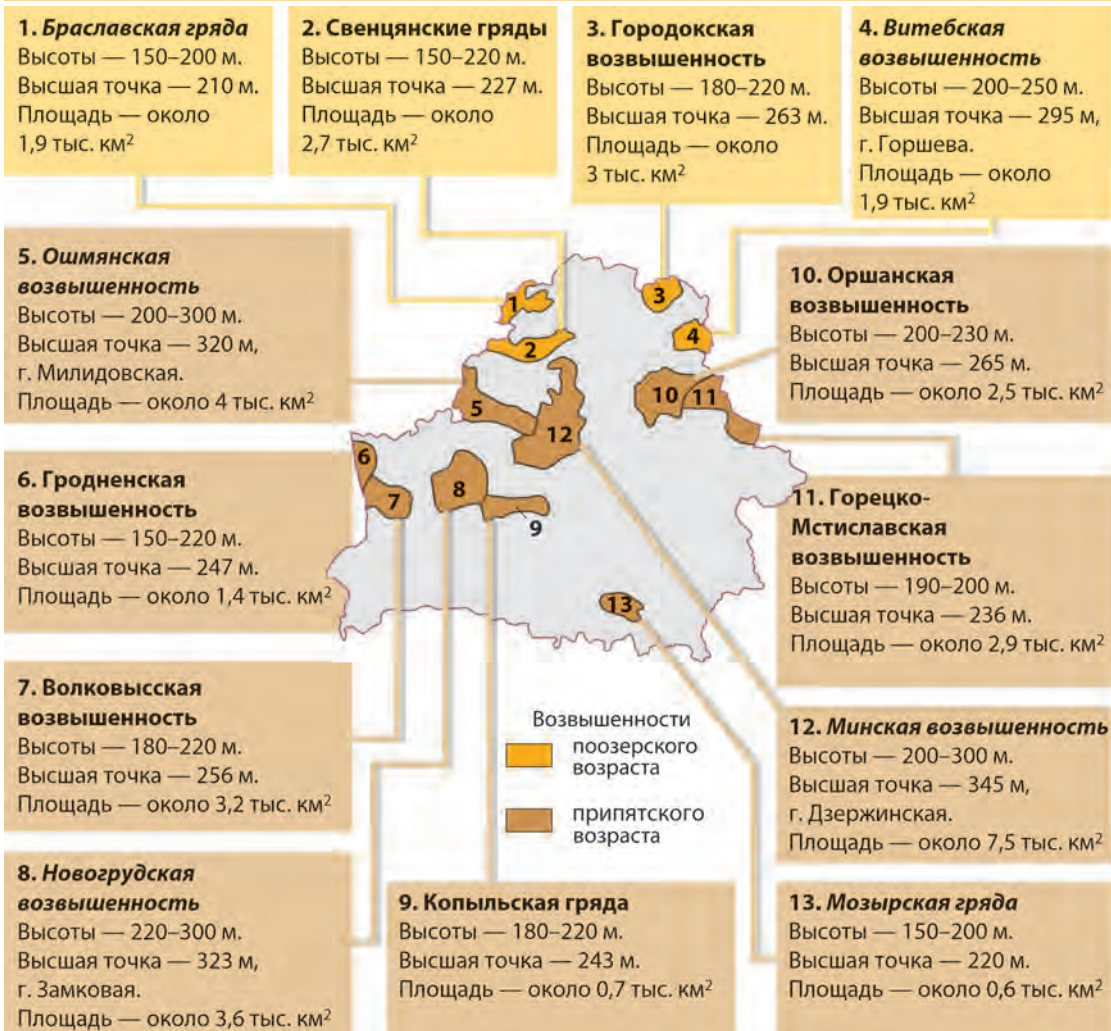 1. Браславская гряда
Высоты — 150–200 м.
Высшая точка — 210 м.
Площадь — около
1,9 тыс. км²
2. Свенцянские гряды
Высоты — 150–220 м.
Высшая точка — 227 м.
Площадь — около
2,7 тыс. км²
3. Городокская
возвышенность
Высоты — 180–220 м.
Высшая точка — 263 м.
Площадь — около
3 тыс. км²
4. Витебская
возвышенность
Высоты — 200–250 м.
Высшая точка — 295 м,
г. Горшева.
Площадь — около
1,9 тыс. км²
5. Ошмянская
возвышенность
Высоты — 200–300 м.
Высшая точка — 320 м,
г. Милидовская.
Площадь — около 4 тыс. км²
6. Гродненская
возвышенность
Высоты — 150–220 м.
Высшая точка — 247 м.
Площадь — около 1,4 тыс. км²
7. Волковысская
возвышенность
Высоты — 180–220 м.
Высшая точка — 256 м.
Площадь — около 3,2 тыс. км²
8. Новогрудская
возвышенность
Высоты — 220–300 м.
Высшая точка — 323 м,
г. Замковая.
Площадь — около 3,6 тыс. км²
1
2
3
4
5
6
7
8
9
10
11
12
13
Возвышенности
поозерского
возраста
припятского
возраста
9. Копыльская гряда
Высоты — 180–220 м.
Высшая точка — 243 м.
Площадь — около 0,7 тыс. км²
10. Оршанская
возвышенность
Высоты — 200–230 м.
Высшая точка — 265 м.
Площадь — около 2,5 тыс. км²
11. Горецко-
Мстиславская
возвышенность
Высоты — 190–200 м.
Высшая точка — 236 м.
Площадь — около 2,9 тыс. км²
12. Минская возвышенность
Высоты — 200–300 м.
Высшая точка — 345 м,
г. Дзержинская.
Площадь — около 7,5 тыс. км²
13. Мозырская гряда
Высоты — 150–200 м.
Высшая точка — 220 м.
Площадь — около 0,6 тыс. км²